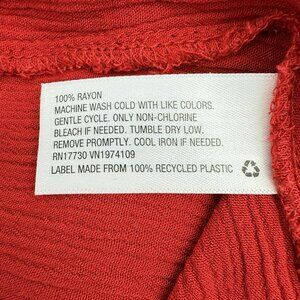 100% RAYON
MACHINE WASH COLD WITH LIKE COLORS.
GENTLE CYCLE. ONLY NON-CHLORINE
BLEACH IF NEEDED. TUMBLE DRY LOW.
REMOVE PROMPTLY. COOL IRON IF NEEDED.
RN17730 VN1974109
LABEL MADE FROM 100% RECYCLED PLASTIC